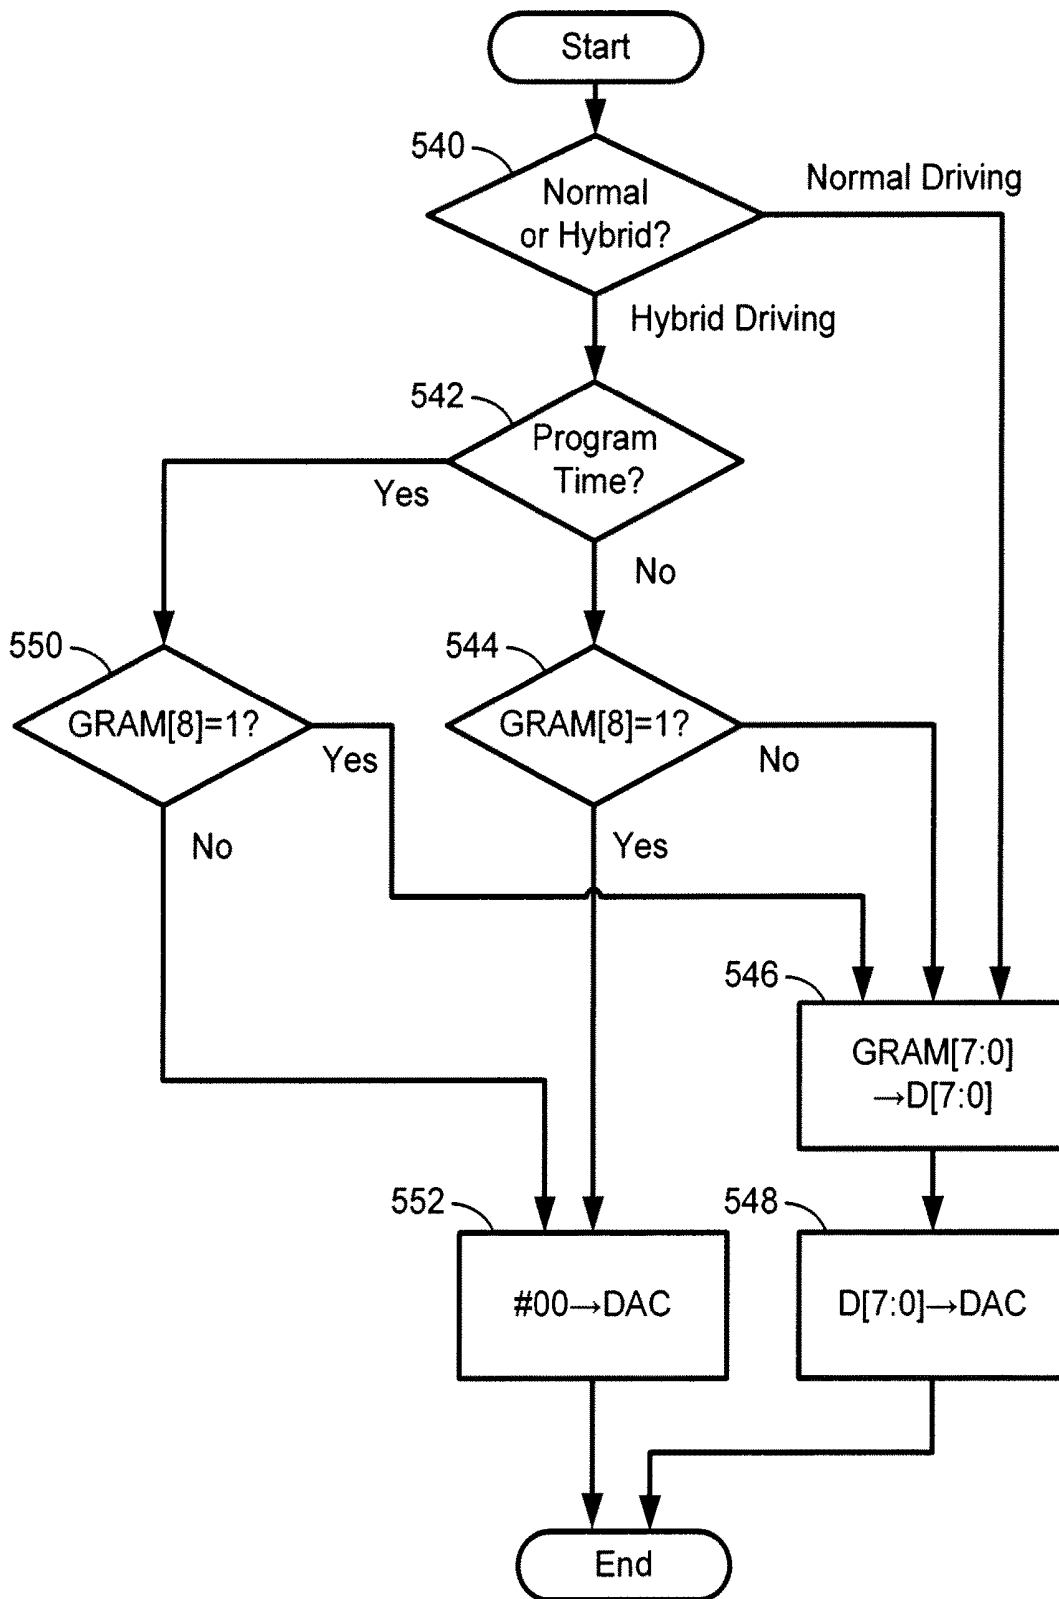 Start
540
Normal
or Hybrid?
Normal Driving
Hybrid Driving
542
Program
Time?
Yes
No
550
GRAM[8]=1?
Yes
No
544
GRAM[8]=1?
No
Yes
546
GRAM[7:0]
→D[7:0]
552
#00→DAC
548
D[7:0]→DAC
End